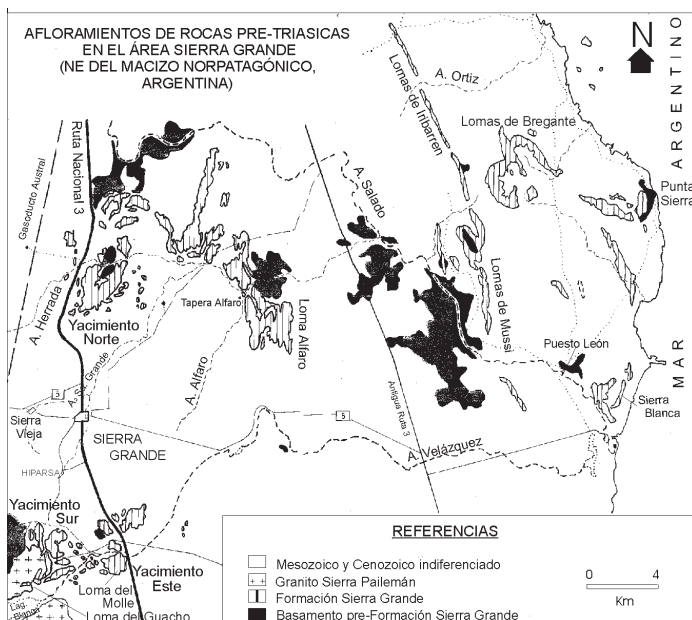 AFLORAMIENTOS DE ROCAS PRE-TRIASICAS
EN EL ÁREA SIERRA GRANDE
(NE DEL MACIZO NORPATAGÓNICO,
ARGENTINA)
N
MAR ARGENTINO
Gasoducto Austral
Ruta Nacional 3
Lomas de Iribarren
A. Ortiz
Lomas de Bregante
Punta
Sierra
A. Salado
A. Herrada
Yacimiento
Norte
Tapera Alfaro
Loma Alfaro
A. Alfaro
Lomas de Mussi
Puesto León
Sierra
Blanca
Antigua Ruta 3
A. Velázquez
5
5
A. Sa. Grande
Sierra
Vieja
SIERRA
GRANDE
HIPARSA
Yacimiento
Sur
Yacimiento
Este
Loma del
Molle
Loma del Guacho
Lag.
Blanca
REFERENCIAS
Mesozoico y Cenozoico indiferenciado
Granito Sierra Pailemán
Formación Sierra Grande
Basamento pre-Formación Sierra Grande
0 4
Km